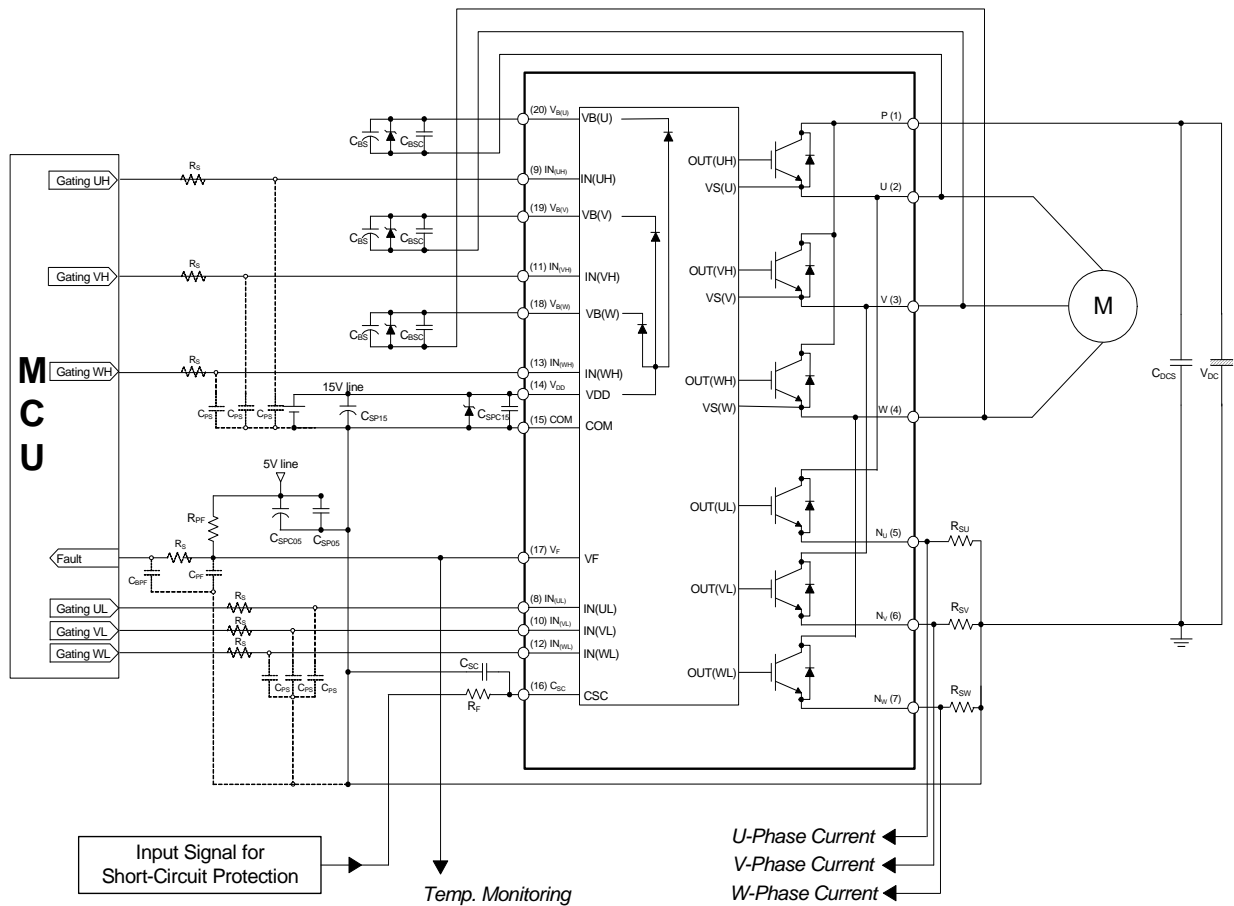 MCU
Gating UH
Gating VH
Gating WH
Fault
Gating UL
Gating VL
Gating WL
RS
RS
RS
RS
RS
RS
RS
CBS
CBSC
CBS
CBSC
CBS
CBSC
CPS
CPS
CPS
15V line
CSP15
CSPC15
5V line
RPF
CSPC05
CSP05
CBPF
CPF
CPS
CPS
CPS
CSC
RF
(20) VB(U)
(9) IN(UH)
(19) VB(V)
(11) IN(VH)
(18) VB(W)
(13) IN(WH)
(14) VDD
(15) COM
(17) VF
(8) IN(UL)
(10) IN(VL)
(12) IN(WL)
(16) CSC
VB(U)
IN(UH)
VB(V)
IN(VH)
VB(W)
IN(WH)
VDD
COM
VF
IN(UL)
IN(VL)
IN(WL)
CSC
OUT(UH)
VS(U)
OUT(VH)
VS(V)
OUT(WH)
VS(W)
OUT(UL)
OUT(VL)
OUT(WL)
P (1)
U (2)
V (3)
W (4)
NU (5)
NV (6)
NW (7)
RSU
RSV
RSW
M
CDCS
VDC
Input Signal for
Short-Circuit Protection
Temp. Monitoring
U-Phase Current
V-Phase Current
W-Phase Current